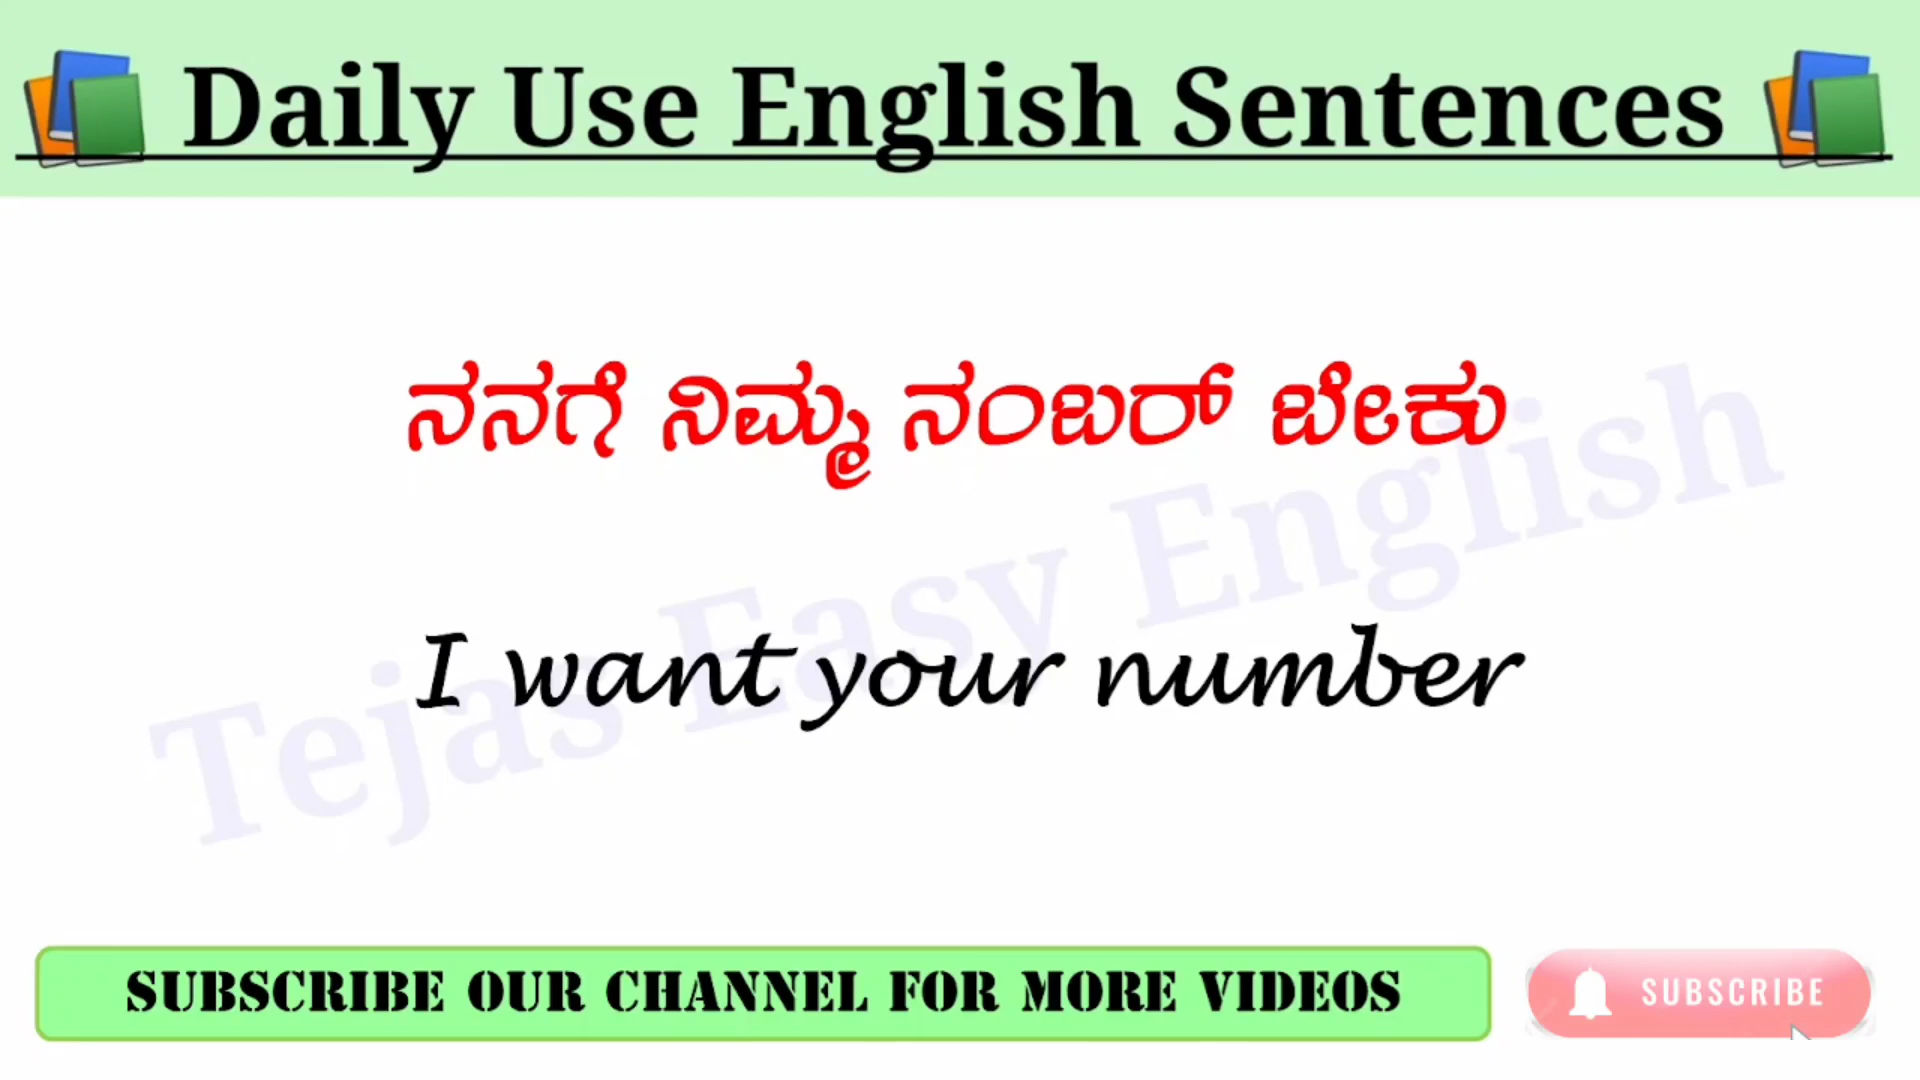 Daily Use English Sentences
ನನಗೆ ನಿಮ್ಮ ನಂಬರ್ ಬೇಕು
I want your number
Tejas Easy English
SUBSCRIBE OUR CHANNEL FOR MORE VIDEOS
SUBSCRIBE